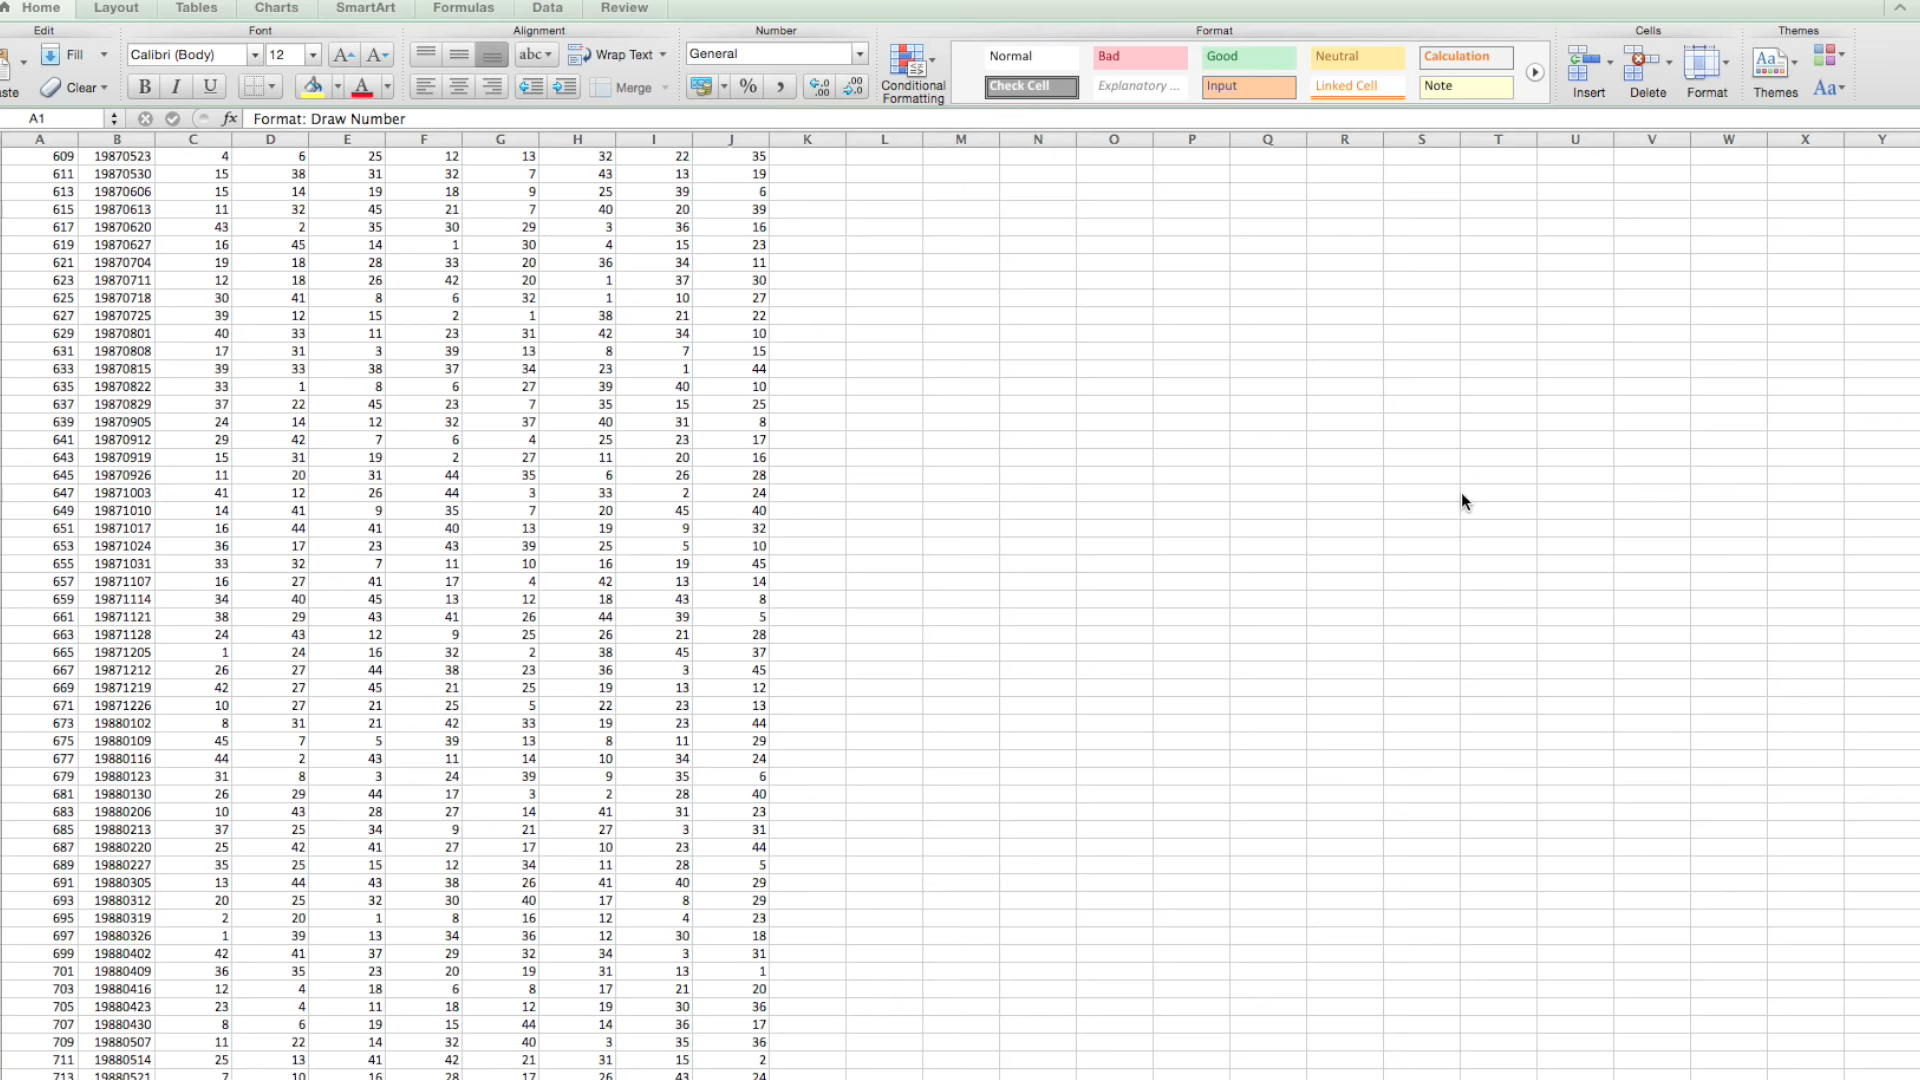 Home Layout Tables Charts SmartArt Formulas Data Review
Edit Font Alignment Number Format Cells Themes
Fill Calibri (Body) 12 A A abc Wrap Text General Normal Bad Good Neutral Calculation
aste Clear B I U A Merge % , .0 .00 .00 .0 Conditional Formatting Check Cell Explanatory ... Input Linked Cell Note Insert Delete Format Themes Aa
A1 fx Format: Draw Number
A B C D E F G H I J K L M N O P Q R S T U V W X Y
609 19870523 4 6 25 12 13 32 22 35
611 19870530 15 38 31 32 7 43 13 19
613 19870606 15 14 19 18 9 25 39 6
615 19870613 11 32 45 21 7 40 20 39
617 19870620 43 2 35 30 29 3 36 16
619 19870627 16 45 14 1 30 4 15 23
621 19870704 19 18 28 33 20 36 34 11
623 19870711 12 18 26 42 20 1 37 30
625 19870718 30 41 8 6 32 1 10 27
627 19870725 39 12 15 2 1 38 21 22
629 19870801 40 33 11 23 31 42 34 10
631 19870808 17 31 3 39 13 8 7 15
633 19870815 39 33 38 37 34 23 1 44
635 19870822 33 1 8 6 27 39 40 10
637 19870829 37 22 45 23 7 35 15 25
639 19870905 24 14 12 32 37 40 31 8
641 19870912 29 42 7 6 4 25 23 17
643 19870919 15 31 19 2 27 11 20 16
645 19870926 11 20 31 44 35 6 26 28
647 19871003 41 12 26 44 3 33 2 24
649 19871010 14 41 9 35 7 20 45 40
651 19871017 16 44 41 40 13 19 9 32
653 19871024 36 17 23 43 39 25 5 10
655 19871031 33 32 7 11 10 16 19 45
657 19871107 16 27 41 17 4 42 13 14
659 19871114 34 40 45 13 12 18 43 8
661 19871121 38 29 43 41 26 44 39 5
663 19871128 24 43 12 9 25 26 21 28
665 19871205 1 24 16 32 2 38 45 37
667 19871212 26 27 44 38 23 36 3 45
669 19871219 42 27 45 21 25 19 13 12
671 19871226 10 27 21 25 5 22 23 13
673 19880102 8 31 21 42 33 19 23 44
675 19880109 45 7 5 39 13 8 11 29
677 19880116 44 2 43 11 14 10 34 24
679 19880123 31 8 3 24 39 9 35 6
681 19880130 26 29 44 17 3 2 28 40
683 19880206 10 43 28 27 14 41 31 23
685 19880213 37 25 34 9 21 27 3 31
687 19880220 25 42 41 27 17 10 23 44
689 19880227 35 25 15 12 34 11 28 5
691 19880305 13 44 43 38 26 41 40 29
693 19880312 20 25 32 30 40 17 8 29
695 19880319 2 20 1 8 16 12 4 23
697 19880326 1 39 13 34 36 12 30 18
699 19880402 42 41 37 29 32 34 3 31
701 19880409 36 35 23 20 19 31 13 1
703 19880416 12 4 18 6 8 17 21 20
705 19880423 23 4 11 18 12 19 30 36
707 19880430 8 6 19 15 44 14 36 17
709 19880507 11 22 14 32 40 3 35 36
711 19880514 25 13 41 42 21 31 15 2
713 19880521 7 10 16 28 17 26 43 24